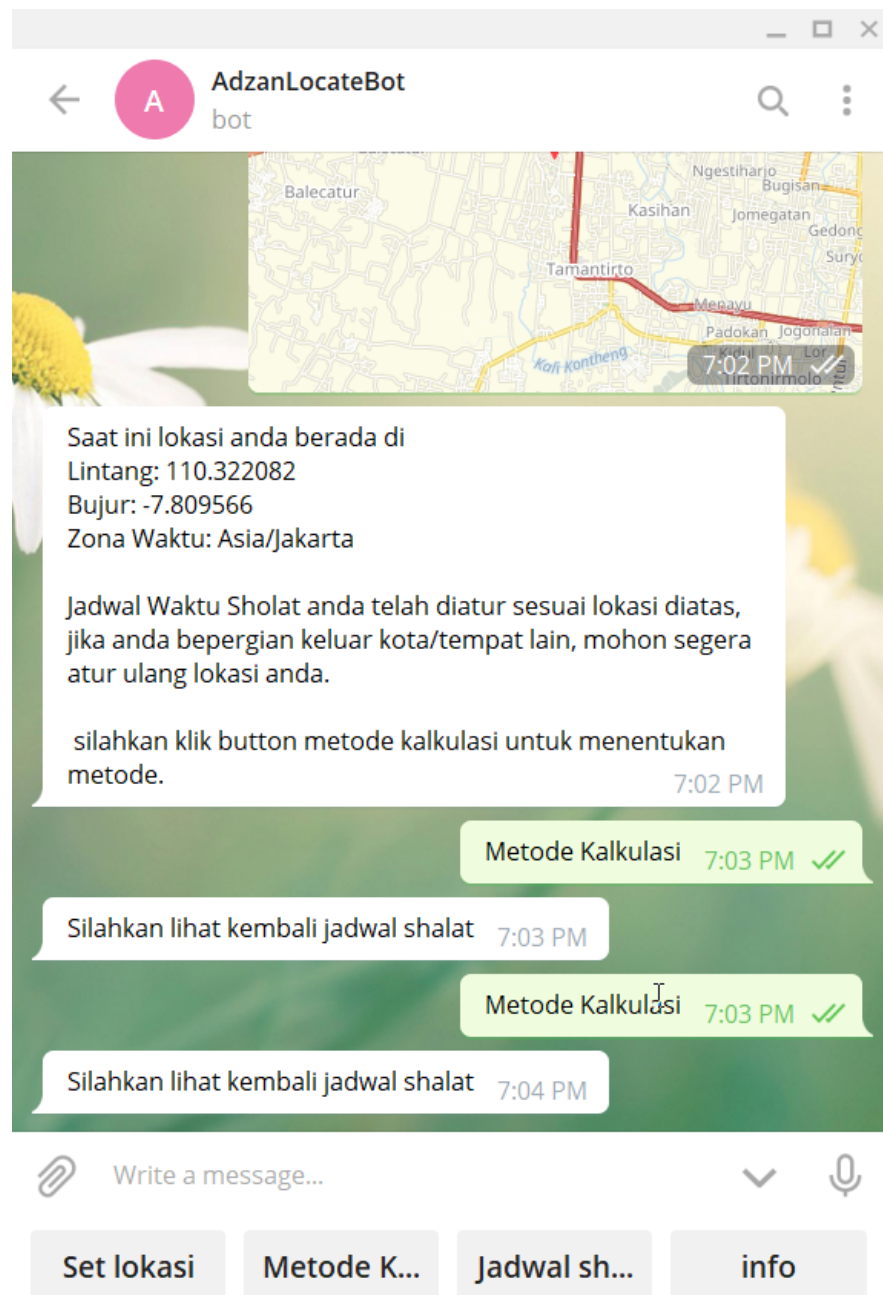 A
AdzanLocateBot
bot
Balecatur
Ngestiharjo
Bugisan
Kasihan
Jomegatan
Gedong
Suryo
Tamantirto
Menayu
Padokan Jogonalan
Kidul Lor
Kali Kontheng
7:02 PM
Tirtonirmolo
Saat ini lokasi anda berada di
Lintang: 110.322082
Bujur: -7.809566
Zona Waktu: Asia/Jakarta
Jadwal Waktu Sholat anda telah diatur sesuai lokasi diatas,
jika anda bepergian keluar kota/tempat lain, mohon segera
atur ulang lokasi anda.
silahkan klik button metode kalkulasi untuk menentukan
metode.
7:02 PM
Metode Kalkulasi 7:03 PM
Silahkan lihat kembali jadwal shalat 7:03 PM
Metode Kalkulasi 7:03 PM
Silahkan lihat kembali jadwal shalat 7:04 PM
Write a message...
Set lokasi Metode K... Jadwal sh... info